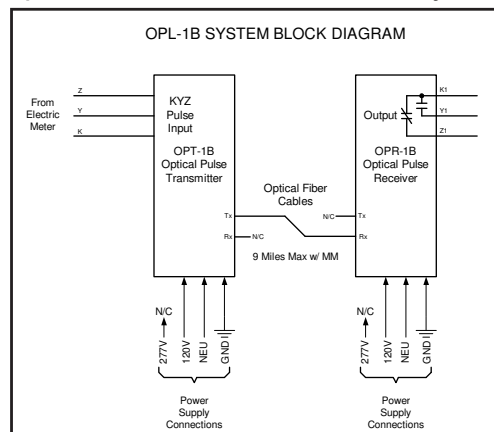 OPL-1B SYSTEM BLOCK DIAGRAM
From
Electric
Meter
Z
Y
K
KYZ
Pulse
Input
OPT-1B
Optical Pulse
Transmitter
Tx
Rx
N/C
Optical Fiber
Cables
9 Miles Max w/ MM
Output
K1
Y1
Z1
OPR-1B
Optical Pulse
Receiver
N/C
Tx
Rx
N/C
277V
120V
NEU
GND
Power
Supply
Connections
N/C
277V
120V
NEU
GND
Power
Supply
Connections